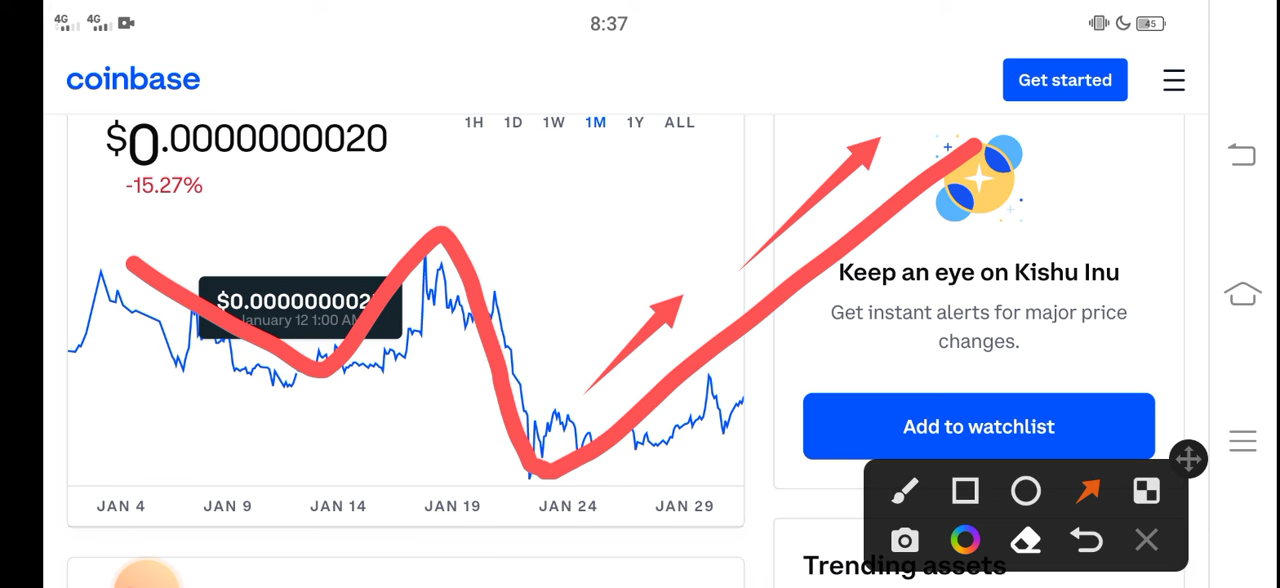 4G 4G 8:37 45
coinbase
Get started
1H 1D 1W 1M 1Y ALL
$0.0000000020
-15.27%
$0.000000002
January 12 1:00 AM
JAN 4 JAN 9 JAN 14 JAN 19 JAN 24 JAN 29
Keep an eye on Kishu Inu
Get instant alerts for major price
changes.
Add to watchlist
Trending assets